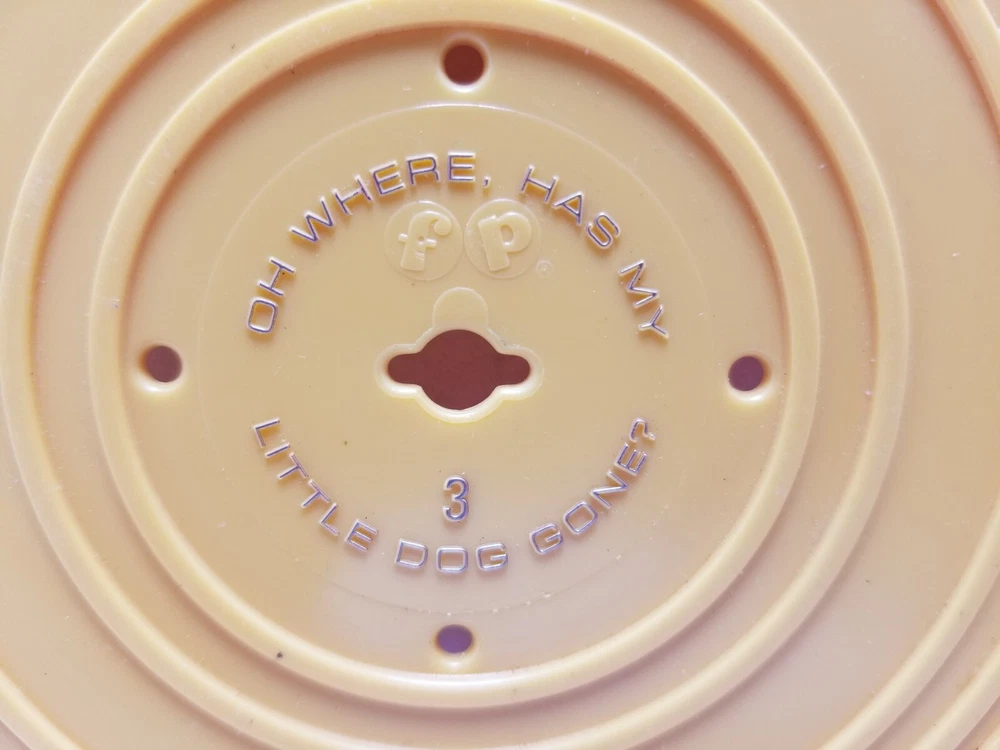 OH WHERE, HAS MY
fp®
3
LITTLE DOG GONE?